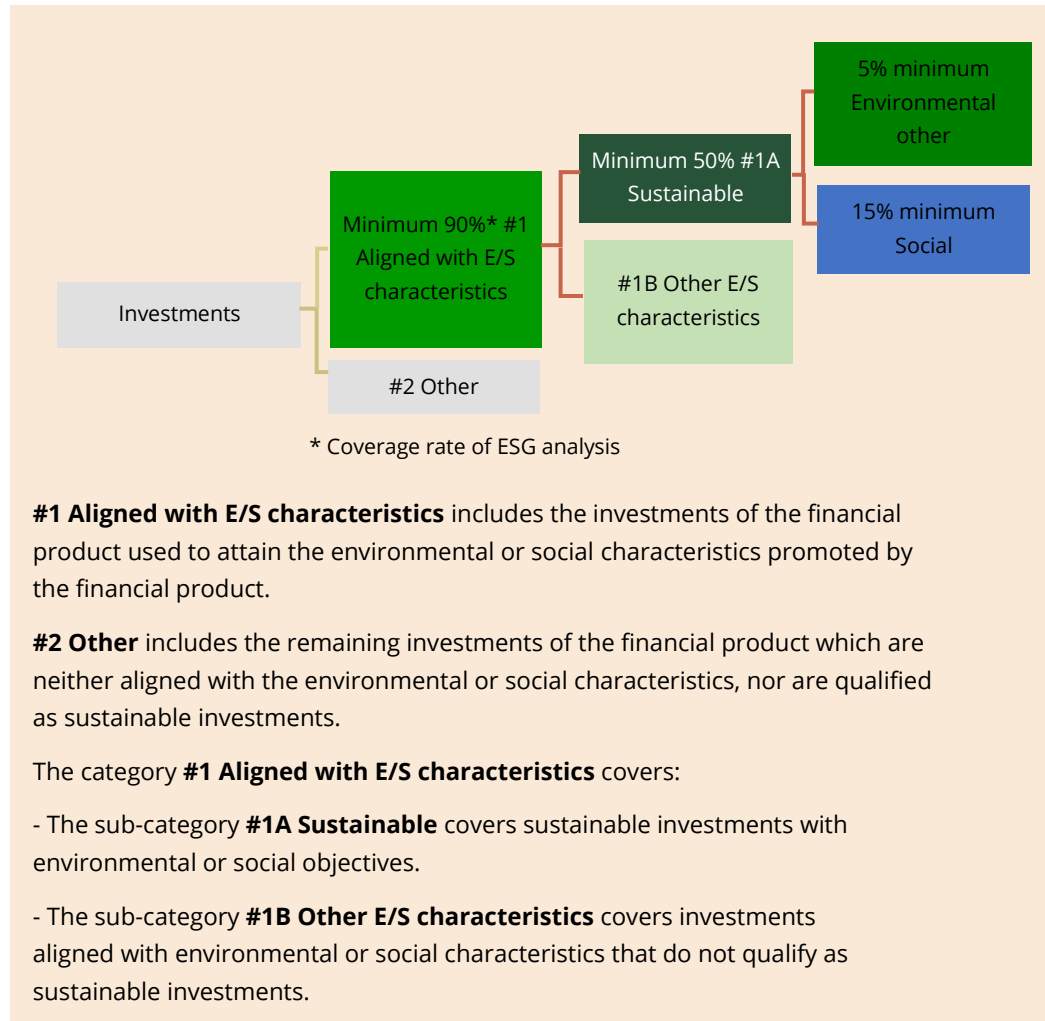 5% minimum
Environmental
other
Minimum 50% #1A
Sustainable
15% minimum
Social
Minimum 90%* #1
Aligned with E/S
characteristics
#1B Other E/S
characteristics
Investments
#2 Other
* Coverage rate of ESG analysis
#1 Aligned with E/S characteristics includes the investments of the financial
product used to attain the environmental or social characteristics promoted by
the financial product.
#2 Other includes the remaining investments of the financial product which are
neither aligned with the environmental or social characteristics, nor are qualified
as sustainable investments.
The category #1 Aligned with E/S characteristics covers:
- The sub-category #1A Sustainable covers sustainable investments with
environmental or social objectives.
- The sub-category #1B Other E/S characteristics covers investments
aligned with environmental or social characteristics that do not qualify as
sustainable investments.